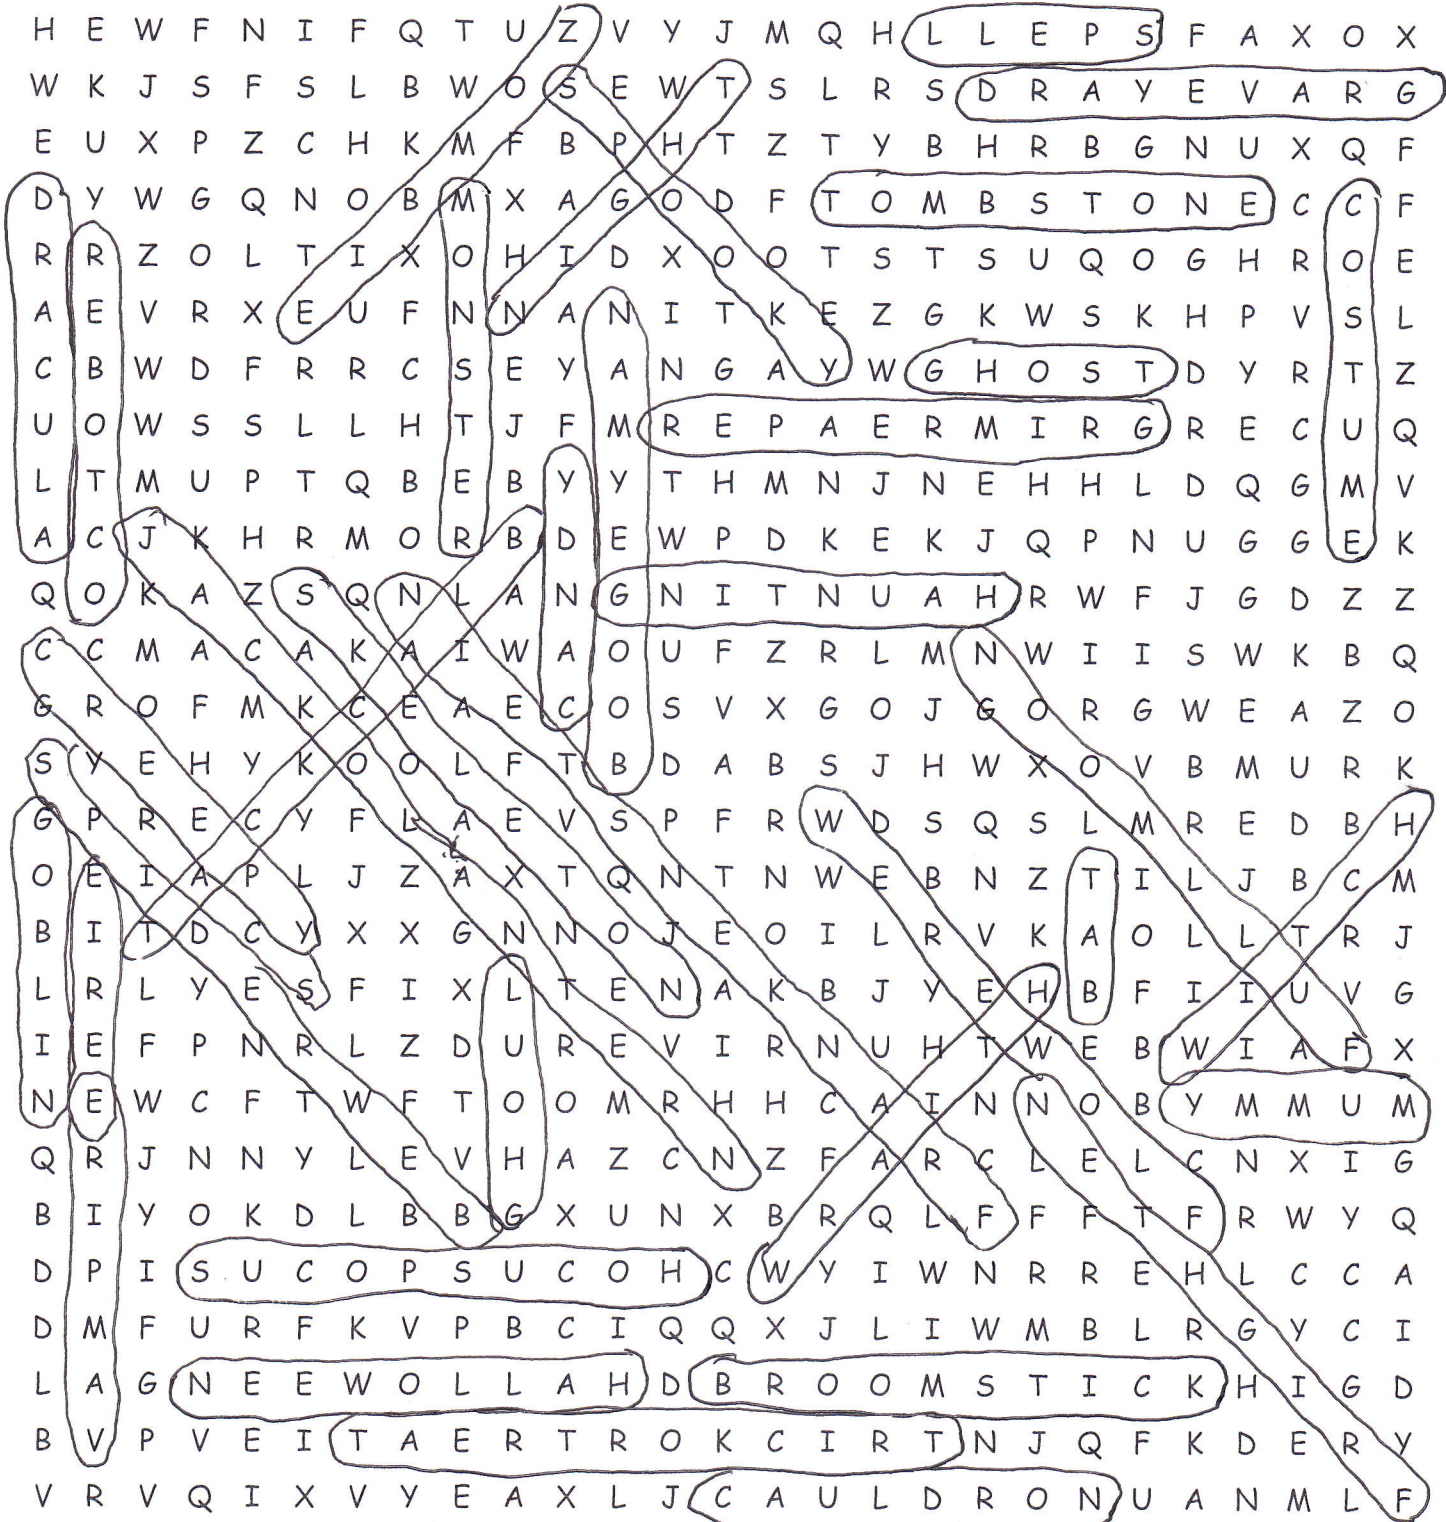 H E W F N I F Q T U Z V Y J M Q H L L E P S F A X O X
W K J S F S L B W O S E W T S L R S D R A Y E V A R G
E U X P Z C H K M F B P H T Z T Y B H R B G N U X Q F
D Y W G Q N O B M X A G O D F T O M B S T O N E C C F
R R Z O L T I X O H I D X O O T S T S U Q O G H R O E
A E V R X E U F N N A N I T K E Z G K W S K H P V S L
C B W D F R R C S E Y A N G A Y W G H O S T D Y R T Z
U O W S S L L H T J F M R E P A E R M I R G R E C U Q
L T M U P T Q B E B Y Y T H M N J N E H H L D Q G M V
A C J K H R M O R B D E W P D K E K J Q P N U G G E K
Q O K A Z S Q N L A N G N I T N U A H R W F J G D Z Z
C C M A C A K A I W A O U F Z R L M N W I I S W K B Q
G R O F M K C E A E C O S V X G O J G O R G W E A Z O
S Y E H Y K O O L F T B D A B S J H W X O V B M U R K
G P R E C Y F L A E V S P F R W D S Q S L M R E D B H
O E I A P L J Z A X T Q N T N W E B N Z T I L J B C M
B I T D C Y X X G N N O J E O I L R V K A O L L T R J
L R L Y E S F I X L T E N A K B J Y E H B F I I U V G
I E F P N R L Z D U R E V I R N U H T W E B W I A F X
N E W C F T W F T O O M R H H C A I N N O B Y M M U M
Q R J N N Y L E V H A Z C N Z F A R C L E L C N X I G
B I Y O K D L B B G X U N X B R Q L F F F T F R W Y Q
D P I S U C O P S U C O H C W Y I W N R R E H L C C A
D M F U R F K V P B C I Q Q X J L I W M B L R G Y C I
L A G N E E W O L L A H D B R O O M S T I C K H I G D
B V P V E I T A E R T R O K C I R T N J Q F K D E R Y
V R V Q I X V Y E A X L J C A U L D R O N U A N M L F